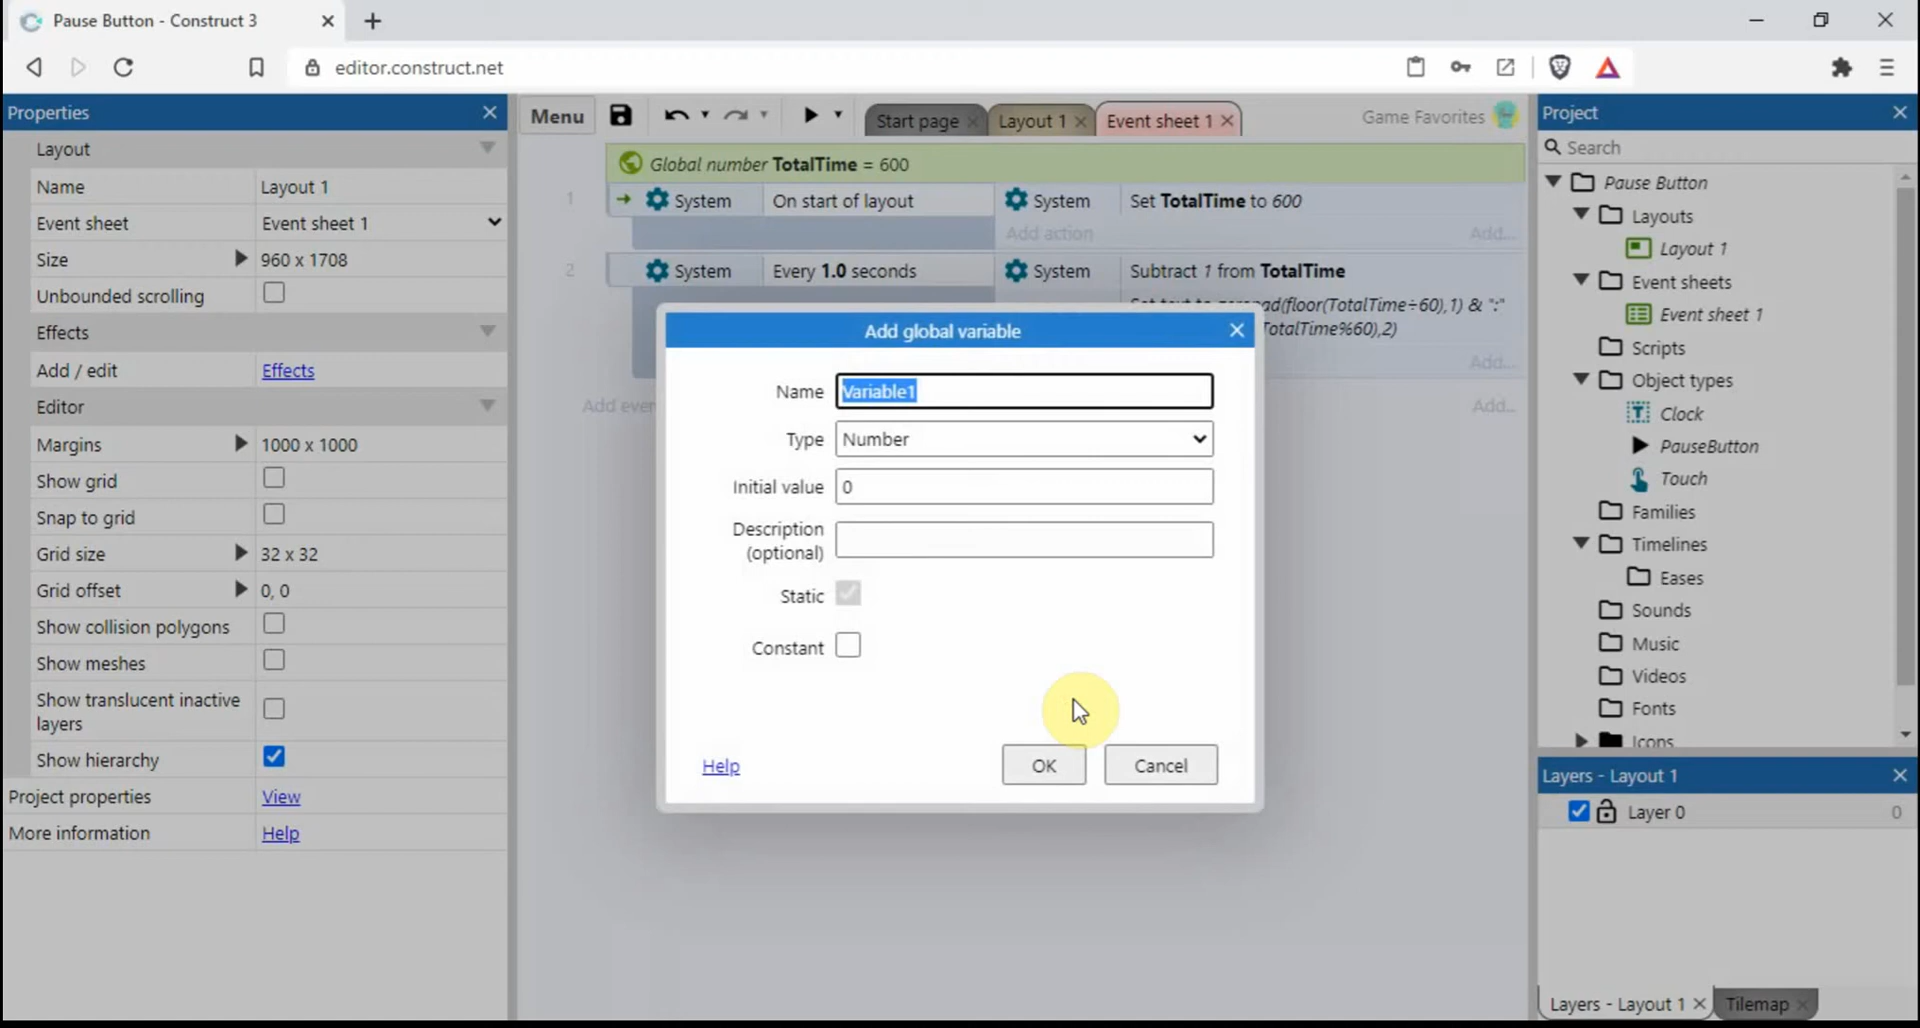 Pause Button - Construct 3
editor.construct.net
Properties
Layout
Name Layout 1
Event sheet Event sheet 1
Size 960 x 1708
Unbounded scrolling
Effects
Add / edit Effects
Editor
Margins 1000 x 1000
Show grid
Snap to grid
Grid size 32 x 32
Grid offset 0, 0
Show collision polygons
Show meshes
Show translucent inactive
layers
Show hierarchy
Project properties View
More information Help
Menu
Start page
Layout 1
Event sheet 1
Game Favorites
Global number TotalTime = 600
1 System On start of layout System Set TotalTime to 600
Add action Add...
2 System Every 1.0 seconds System Subtract 1 from TotalTime
(floor(TotalTime÷60),1) & ":"
TotalTime%60),2)
Add...
Add Add...
Add global variable
Name Variable1
Type Number
Initial value 0
Description
(optional)
Static
Constant
Help OK Cancel
Project
Search
Pause Button
Layouts
Layout 1
Event sheets
Event sheet 1
Scripts
Object types
Clock
PauseButton
Touch
Families
Timelines
Eases
Sounds
Music
Videos
Fonts
Icons
Layers - Layout 1
Layer 0 0
Layers - Layout 1 Tilemap